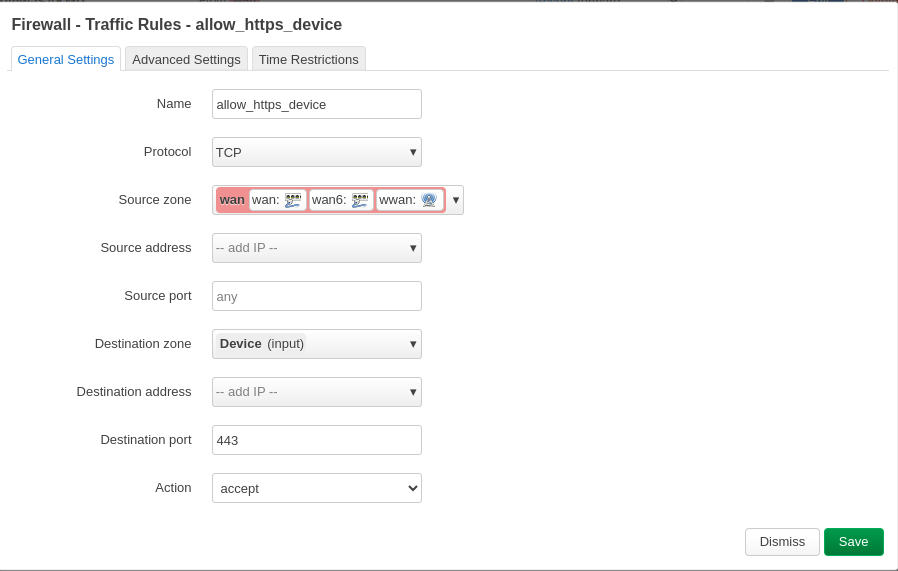 Firewall - Traffic Rules - allow_https_device
General Settings Advanced Settings Time Restrictions
Name allow_https_device
Protocol TCP
Source zone wan wan: wan6: wwan:
Source address -- add IP --
Source port any
Destination zone Device (input)
Destination address -- add IP --
Destination port 443
Action accept
Dismiss Save